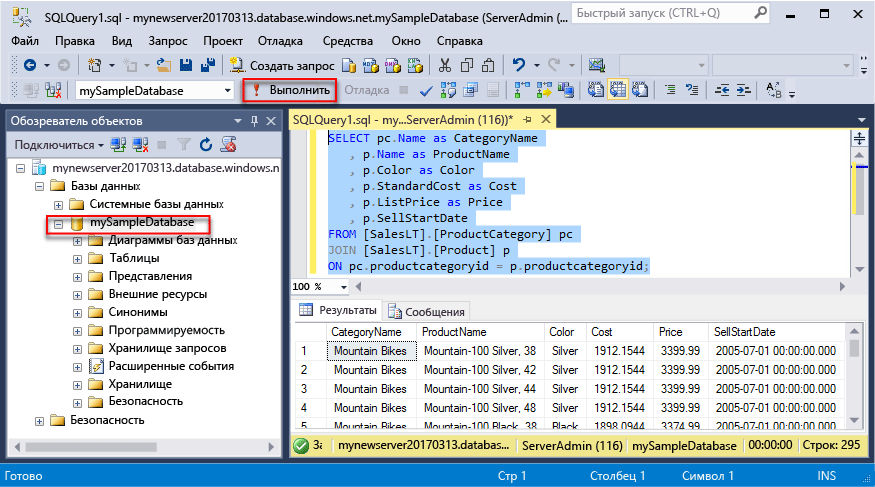 SQLQuery1.sql - mynewserver20170313.database.windows.net.mySampleDatabase (ServerAdmin (116))*...
Быстрый запуск (CTRL+Q)
Файл Правка Вид Запрос Проект Отладка Средства Окно Справка
Создать запрос
mySampleDatabase
Выполнить
Отладка
Обозреватель объектов
Подключиться
mynewserver20170313.database.windows.n
Базы данных
Системные базы данных
mySampleDatabase
Диаграммы баз данных
Таблицы
Представления
Внешние ресурсы
Синонимы
Программируемость
Хранилище запросов
Расширенные события
Хранилище
Безопасность
Безопасность
SQLQuery1.sql - my...ServerAdmin (116))*
SELECT pc.Name as CategoryName
, p.Name as ProductName
, p.Color as Color
, p.StandardCost as Cost
, p.ListPrice as Price
, p.SellStartDate
FROM [SalesLT].[ProductCategory] pc
JOIN [SalesLT].[Product] p
ON pc.productcategoryid = p.productcategoryid;
100 %
Результаты Сообщения
CategoryName ProductName Color Cost Price SellStartDate
1 Mountain Bikes Mountain-100 Silver, 38 Silver 1912.1544 3399.99 2005-07-01 00:00:00.000
2 Mountain Bikes Mountain-100 Silver, 42 Silver 1912.1544 3399.99 2005-07-01 00:00:00.000
3 Mountain Bikes Mountain-100 Silver, 44 Silver 1912.1544 3399.99 2005-07-01 00:00:00.000
4 Mountain Bikes Mountain-100 Silver, 48 Silver 1912.1544 3399.99 2005-07-01 00:00:00.000
5 Mountain Bikes Mountain-100 Black, 38 Black 1898.0944 3374.99 2005-07-01 00:00:00.000
За mynewserver20170313.databas... ServerAdmin (116) mySampleDatabase 00:00:00 Строк: 295
Готово Стр 1 Столбец 1 Символ 1 INS